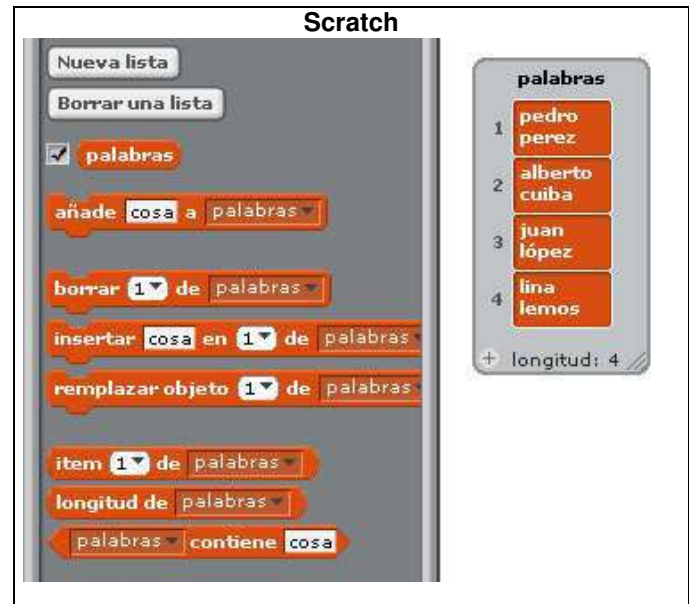 Scratch
Nueva lista
Borrar una lista
palabras
añade cosa a palabras
borrar 1 de palabras
insertar cosa en 1 de palabras
remplazar objeto 1 de palabras
item 1 de palabras
longitud de palabras
palabras contiene cosa
palabras
1 pedro
perez
2 alberto
cuiba
3 juan
lópez
4 lina
lemos
+ longitud: 4